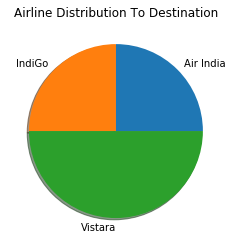 Airline Distribution To Destination
IndiGo
Air India
Vistara